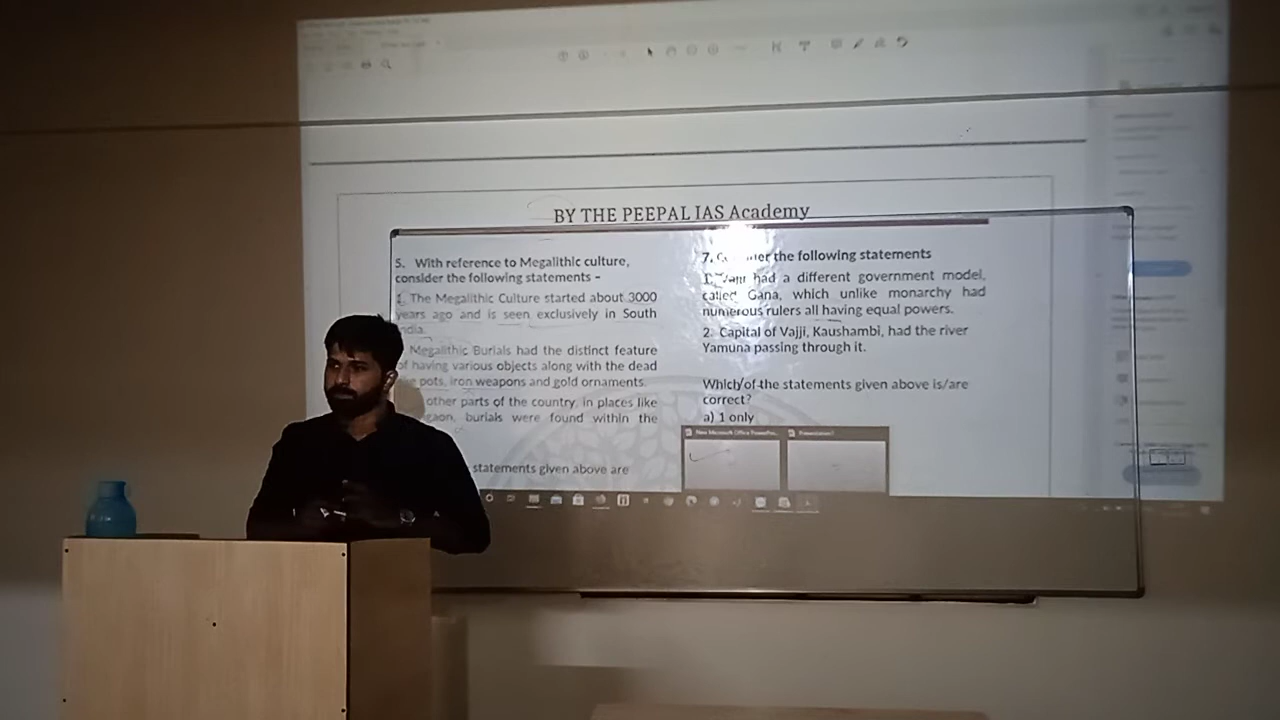 BY THE PEEPAL IAS Academy
5. With reference to Megalithic culture,
consider the following statements -
1. The Megalithic Culture started about 3000
years ago and is seen exclusively in South
Megalithic Burials had the distinct feature
of having various objects along with the dead
pots, iron weapons and gold ornaments.
other parts of the country, in places like
burials were found within the
statements given above are
7. the following statements
1. Vajji had a different government model,
called Gana, which unlike monarchy had
numerous rulers all having equal powers.
2. Capital of Vajji, Kaushambi, had the river
Yamuna passing through it.
Which of the statements given above is/are
correct?
a) 1 only